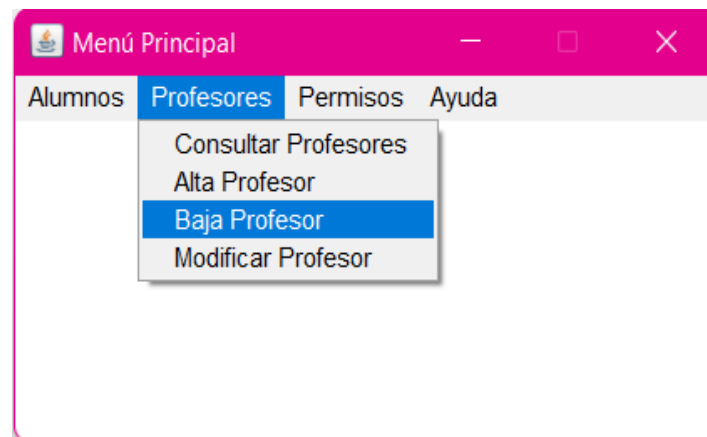 Menú Principal
Alumnos Profesores Permisos Ayuda
Consultar Profesores
Alta Profesor
Baja Profesor
Modificar Profesor